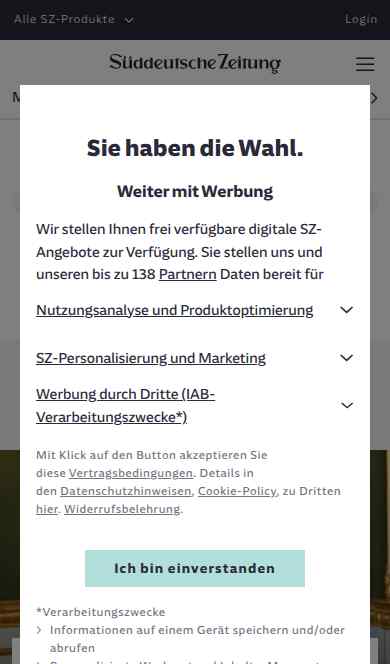 Alle SZ-Produkte
Login
Süddeutsche Zeitung
Sie haben die Wahl.
Weiter mit Werbung
Wir stellen Ihnen frei verfügbare digitale SZ-
Angebote zur Verfügung. Sie stellen uns und
unseren bis zu 138 Partnern Daten bereit für
Nutzungsanalyse und Produktoptimierung
SZ-Personalisierung und Marketing
Werbung durch Dritte (IAB-
Verarbeitungszwecke*)
Mit Klick auf den Button akzeptieren Sie
diese Vertragsbedingungen. Details in
den Datenschutzhinweisen, Cookie-Policy, zu Dritten
hier. Widerrufsbelehrung.
Ich bin einverstanden
*Verarbeitungszwecke
Informationen auf einem Gerät speichern und/oder
abrufen